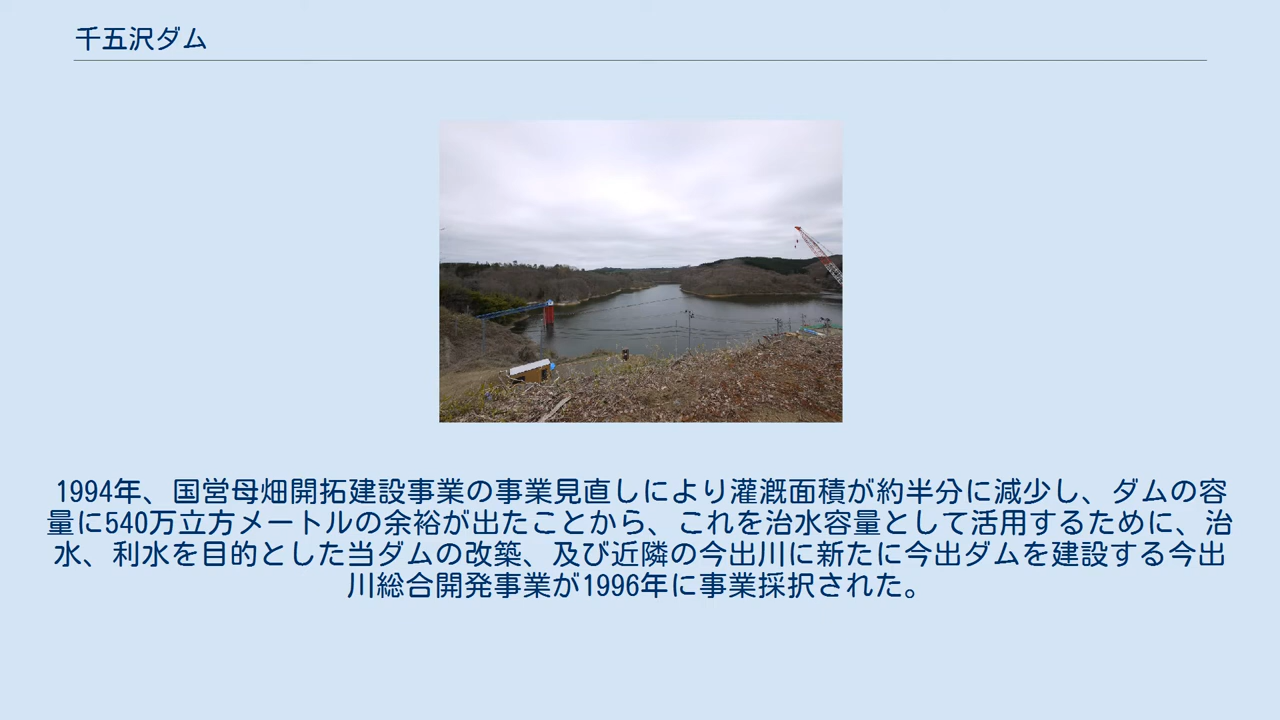 千五沢ダム
1994年、国営母畑開拓建設事業の事業見直しにより灌漑面積が約半分に減少し、ダムの容
量に540万立方メートルの余裕が出たことから、これを治水容量として活用するために、治
水、利水を目的とした当ダムの改築、及び近隣の今出川に新たに今出ダムを建設する今出
川総合開発事業が1996年に事業採択された。